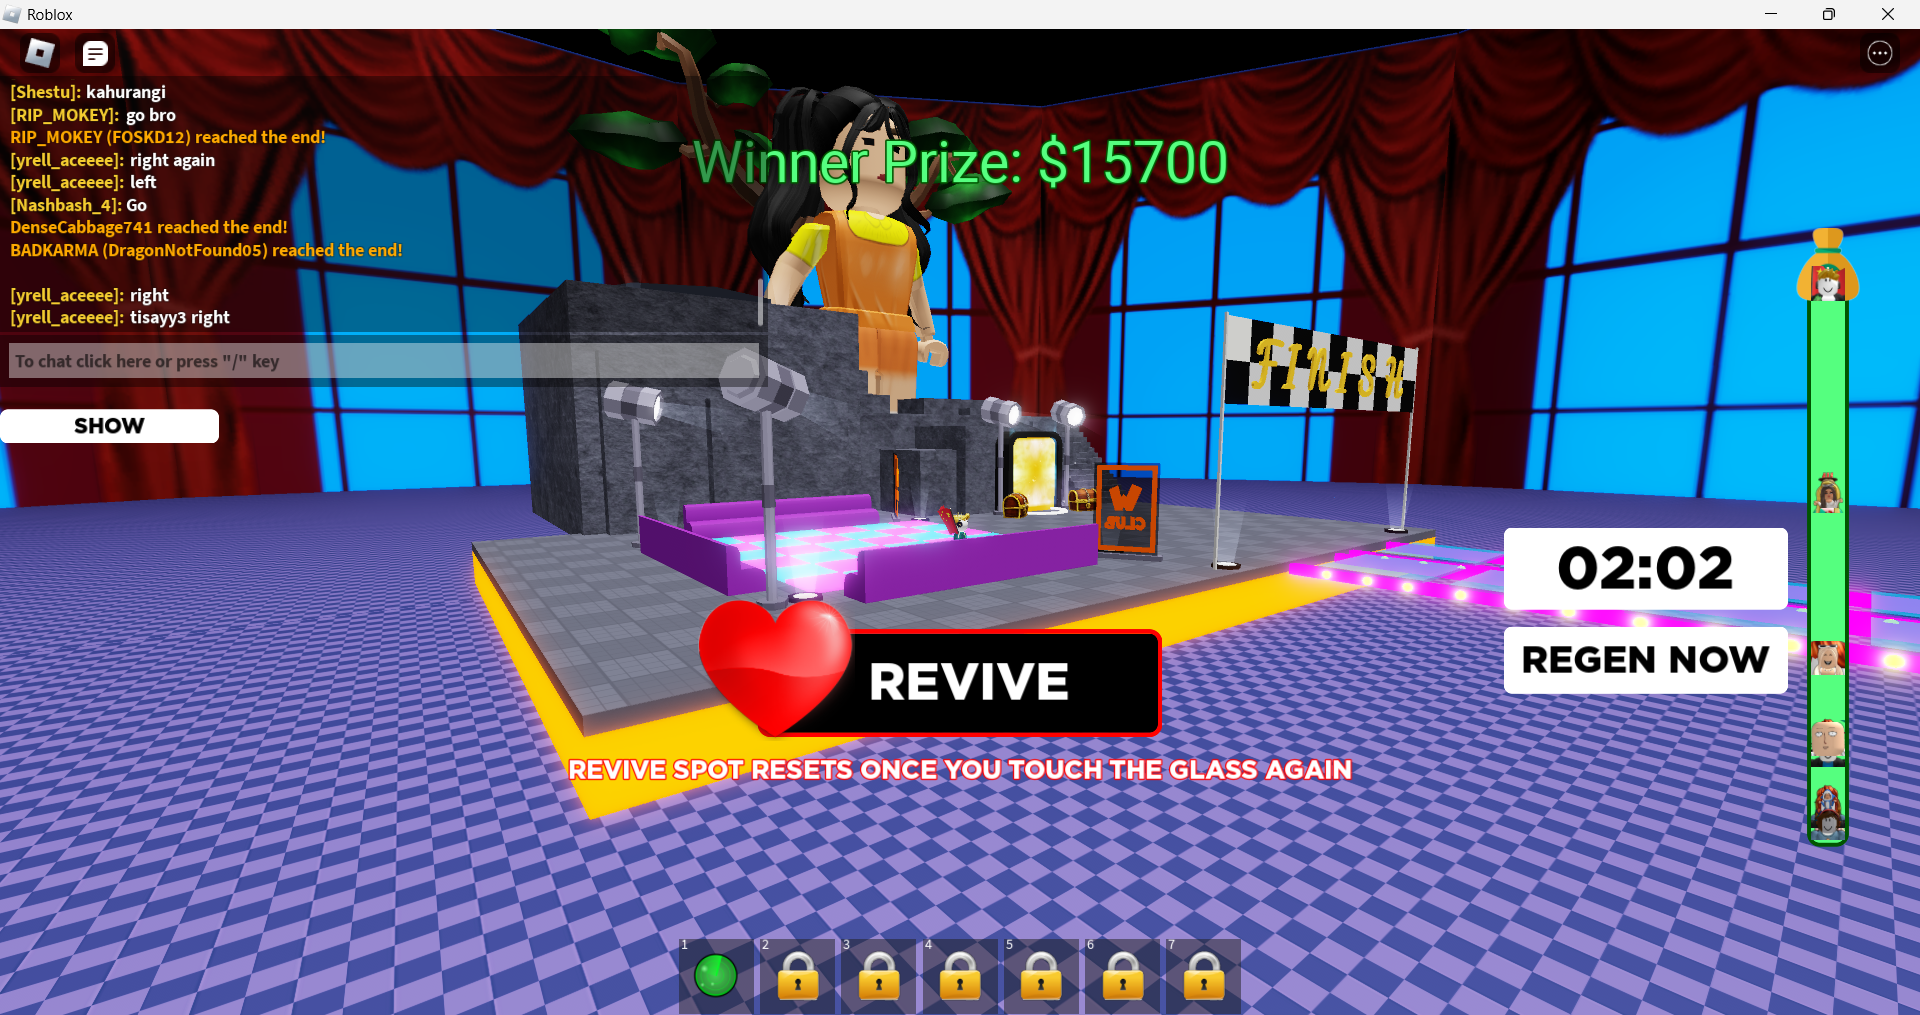 Roblox
[Shestu]: kahurangi
[RIP_MOKEY]: go bro
RIP_MOKEY (FOSKD12) reached the end!
[yrell_aceeee]: right again
[yrell_aceeee]: left
[Nashbash_4]: Go
DenseCabbage741 reached the end!
BADKARMA (DragonNotFound05) reached the end!
[yrell_aceeee]: right
[yrell_aceeee]: tisayy3 right
To chat click here or press "/" key
SHOW
Winner Prize: $15700
FINISH
W
CLUB
02:02
REGEN NOW
REVIVE
REVIVE SPOT RESETS ONCE YOU TOUCH THE GLASS AGAIN
1 2 3 4 5 6 7